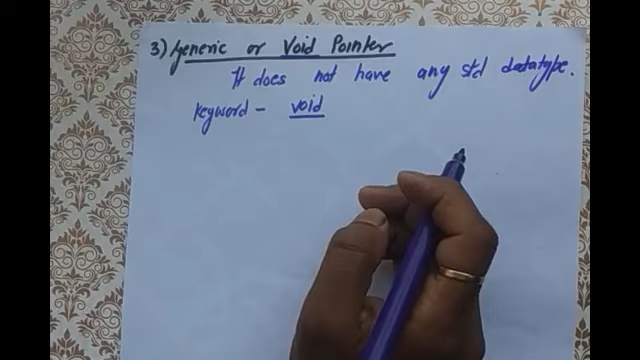 3) Generic or Void Pointer
It does not have any std datatype.
keyword - void